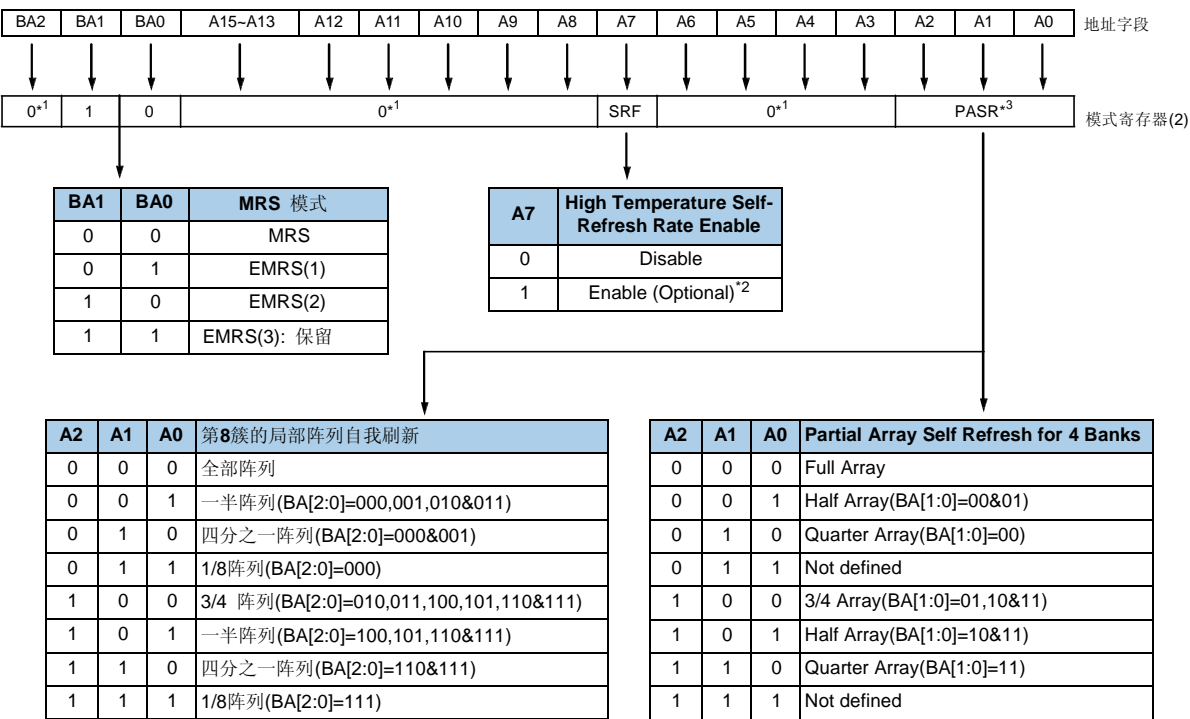 BA2 BA1 BA0 A15~A13 A12 A11 A10 A9 A8 A7 A6 A5 A4 A3 A2 A1 A0 地址字段
0*1 1 0 0*1 SRF 0*1 PASR*3 模式寄存器(2)
BA1 BA0 MRS 模式
0 0 MRS
0 1 EMRS(1)
1 0 EMRS(2)
1 1 EMRS(3): 保留
A7 High Temperature Self-
Refresh Rate Enable
0 Disable
1 Enable (Optional)*2
A2 A1 A0 第8簇的局部阵列自我刷新
0 0 0 全部阵列
0 0 1 一半阵列(BA[2:0]=000,001,010&011)
0 1 0 四分之一阵列(BA[2:0]=000&001)
0 1 1 1/8阵列(BA[2:0]=000)
1 0 0 3/4 阵列(BA[2:0]=010,011,100,101,110&111)
1 0 1 一半阵列(BA[2:0]=100,101,110&111)
1 1 0 四分之一阵列(BA[2:0]=110&111)
1 1 1 1/8阵列(BA[2:0]=111)
A2 A1 A0 Partial Array Self Refresh for 4 Banks
0 0 0 Full Array
0 0 1 Half Array(BA[1:0]=00&01)
0 1 0 Quarter Array(BA[1:0]=00)
0 1 1 Not defined
1 0 0 3/4 Array(BA[1:0]=01,10&11)
1 0 1 Half Array(BA[1:0]=10&11)
1 1 0 Quarter Array(BA[1:0]=11)
1 1 1 Not defined